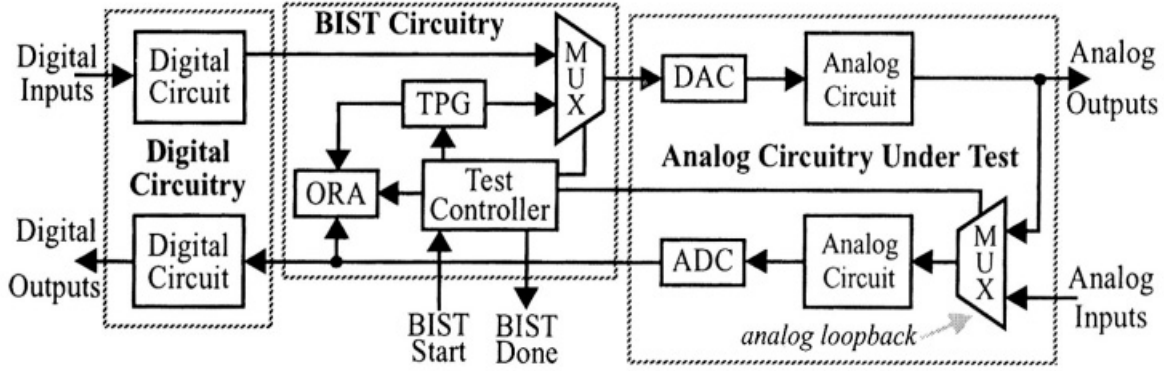 BIST Circuitry
Digital
Inputs
Digital
Circuit
MUX
DAC
Analog
Circuit
Analog
Outputs
TPG
Digital
Circuitry
Analog Circuitry Under Test
ORA
Test
Controller
Digital
Outputs
Digital
Circuit
ADC
Analog
Circuit
MUX
Analog
Inputs
BIST
Start
BIST
Done
analog loopback